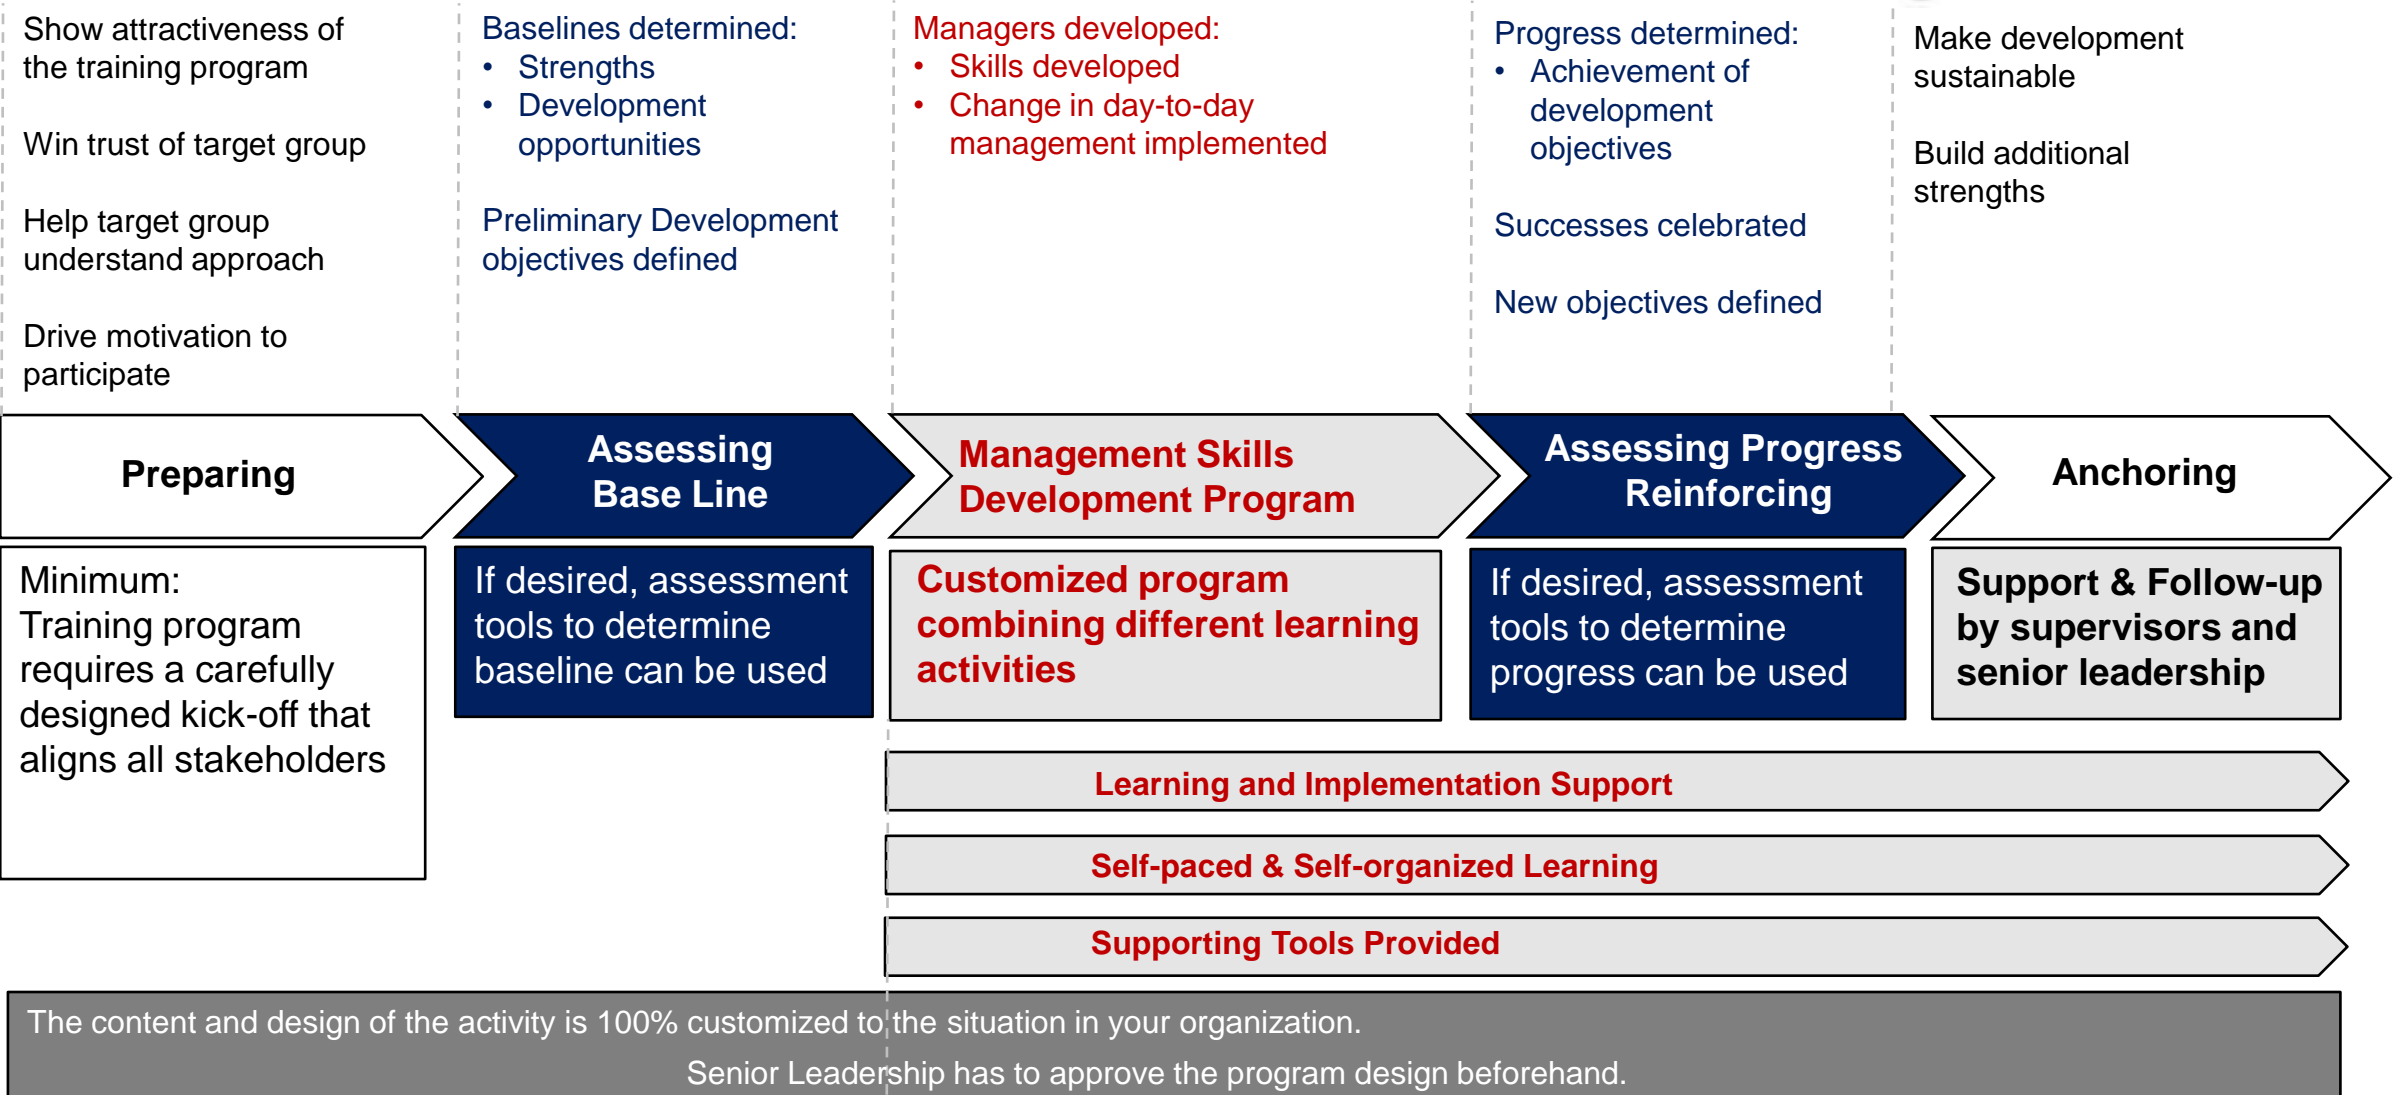 Show attractiveness of
the training program
Win trust of target group
Help target group
understand approach
Drive motivation to
participate
Baselines determined:
• Strengths
• Development
opportunities
Preliminary Development
objectives defined
Managers developed:
• Skills developed
• Change in day-to-day
management implemented
Progress determined:
• Achievement of
development
objectives
Successes celebrated
New objectives defined
Make development
sustainable
Build additional
strengths
Preparing
Assessing
Base Line
Management Skills
Development Program
Assessing Progress
Reinforcing
Anchoring
Minimum:
Training program
requires a carefully
designed kick-off that
aligns all stakeholders
If desired, assessment
tools to determine
baseline can be used
Customized program
combining different learning
activities
If desired, assessment
tools to determine
progress can be used
Support & Follow-up
by supervisors and
senior leadership
Learning and Implementation Support
Self-paced & Self-organized Learning
Supporting Tools Provided
The content and design of the activity is 100% customized to the situation in your organization.
Senior Leadership has to approve the program design beforehand.